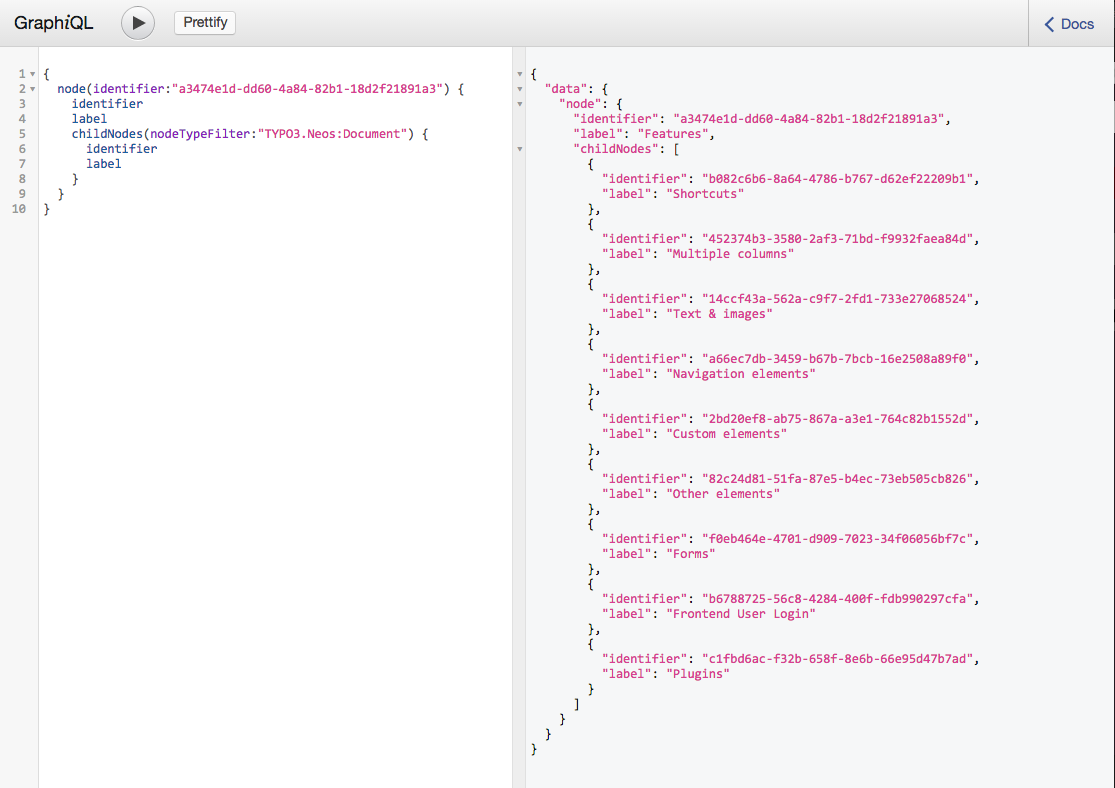 GraphiQL
Prettify
Docs
1 {
2   node(identifier:"a3474e1d-dd60-4a84-82b1-18d2f21891a3") {
3     identifier
4     label
5     childNodes(nodeTypeFilter:"TYPO3.Neos:Document") {
6       identifier
7       label
8     }
9   }
10 }
{
  "data": {
    "node": {
      "identifier": "a3474e1d-dd60-4a84-82b1-18d2f21891a3",
      "label": "Features",
      "childNodes": [
        {
          "identifier": "b082c6b6-8a64-4786-b767-d62ef22209b1",
          "label": "Shortcuts"
        },
        {
          "identifier": "452374b3-3580-2af3-71bd-f9932faea84d",
          "label": "Multiple columns"
        },
        {
          "identifier": "14ccf43a-562a-c9f7-2fd1-733e27068524",
          "label": "Text & images"
        },
        {
          "identifier": "a66ec7db-3459-b67b-7bcb-16e2508a89f0",
          "label": "Navigation elements"
        },
        {
          "identifier": "2bd20ef8-ab75-867a-a3e1-764c82b1552d",
          "label": "Custom elements"
        },
        {
          "identifier": "82c24d81-51fa-87e5-b4ec-73eb505cb826",
          "label": "Other elements"
        },
        {
          "identifier": "f0eb464e-4701-d909-7023-34f06056bf7c",
          "label": "Forms"
        },
        {
          "identifier": "b6788725-56c8-4284-400f-fdb990297cfa",
          "label": "Frontend User Login"
        },
        {
          "identifier": "c1fbd6ac-f32b-658f-8e6b-66e95d47b7ad",
          "label": "Plugins"
        }
      ]
    }
  }
}